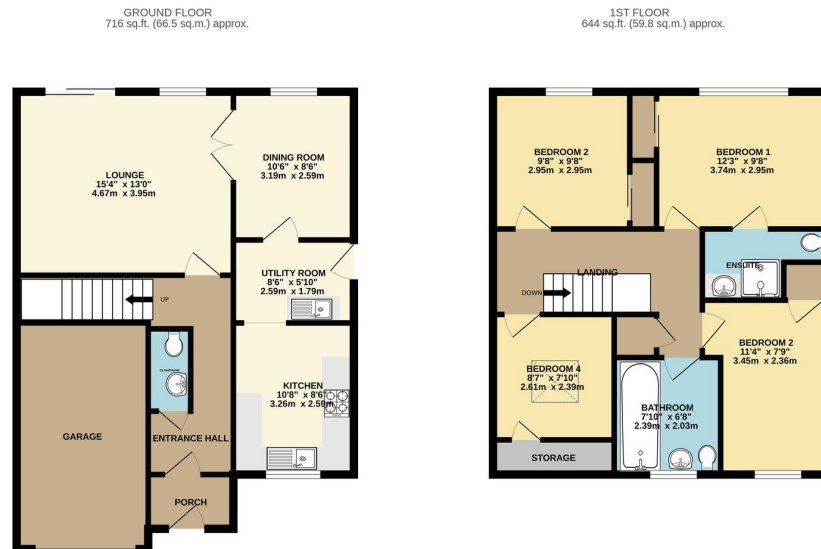 GROUND FLOOR
716 sq.ft. (66.5 sq.m.) approx.
LOUNGE
15'4" x 13'0"
4.67m x 3.95m
DINING ROOM
10'6" x 8'6"
3.19m x 2.59m
UTILITY ROOM
8'6" x 5'10"
2.59m x 1.79m
UP
CLOAKROOM
KITCHEN
10'8" x 8'6"
3.26m x 2.59m
GARAGE
ENTRANCE HALL
PORCH
1ST FLOOR
644 sq.ft. (59.8 sq.m.) approx.
BEDROOM 2
9'8" x 9'8"
2.95m x 2.95m
BEDROOM 1
12'3" x 9'8"
3.74m x 2.95m
LANDING
ENSUITE
DOWN
BEDROOM 4
8'7" x 7'10"
2.61m x 2.39m
BEDROOM 2
11'4" x 7'9"
3.45m x 2.36m
BATHROOM
7'10" x 6'8"
2.39m x 2.03m
STORAGE